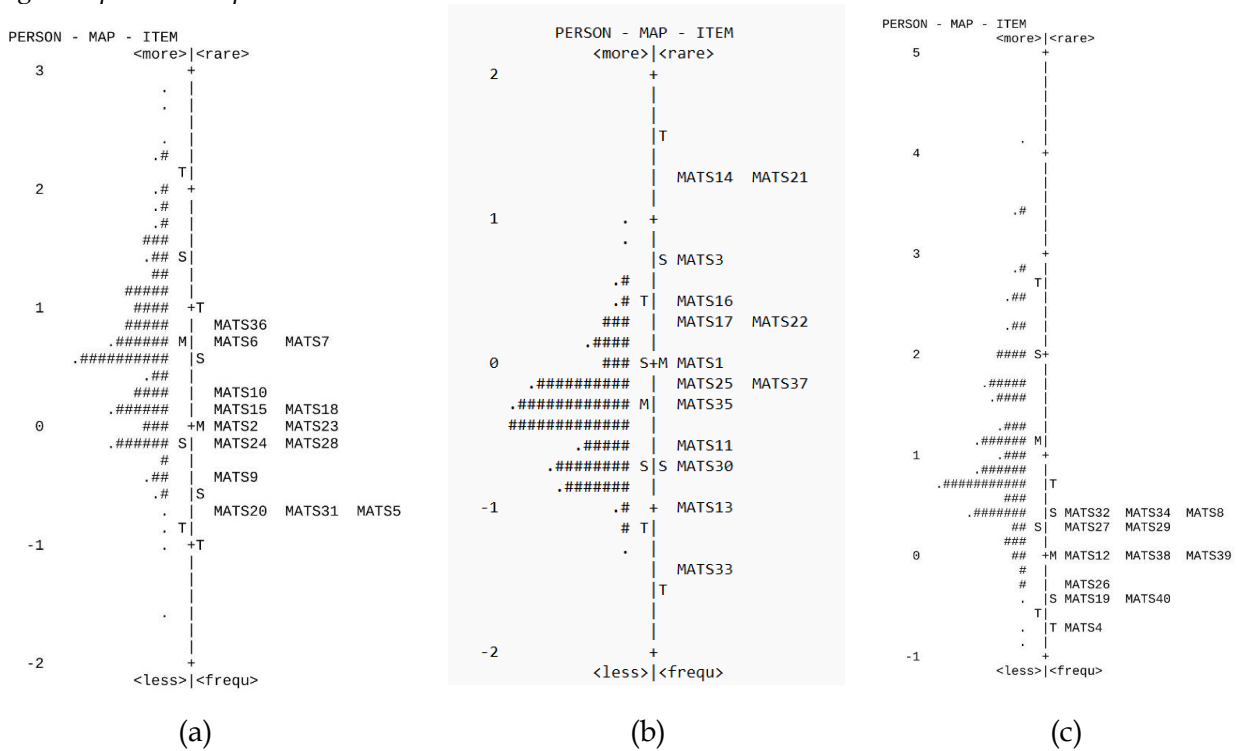 PERSON - MAP - ITEM
<more>|<rare>
3 +
. |
. |
|
. |
.# |
T|
2 .# +
.# |
.# |
### |
.## S|
## |
##### |
1 #### +T
##### | MATS36
.###### M| MATS6 MATS7
.########## |S
.## |
#### | MATS10
.###### | MATS15 MATS18
0 ### +M MATS2 MATS23
.###### S| MATS24 MATS28
# |
.## | MATS9
.# |S
. | MATS20 MATS31 MATS5
. T|
-1 . +T
|
|
|
|
|
. |
|
|
|
-2 +
<less>|<frequ>
(a)
PERSON - MAP - ITEM
<more>|<rare>
2 +
|
|
|T
|
| MATS14 MATS21
|
1 . +
. |
|S MATS3
.# |
.# T| MATS16
### | MATS17 MATS22
.#### |
0 ### S+M MATS1
.########## | MATS25 MATS37
.############ M| MATS35
############# |
.##### | MATS11
.######## S|S MATS30
.####### |
-1 .# + MATS13
# T|
. |
| MATS33
|T
|
|
-2 +
<less>|<frequ>
(b)
PERSON - MAP - ITEM
<more>|<rare>
5 +
|
|
|
|
|
. |
4 +
|
|
|
.# |
|
|
3 +
.# |
T|
.## |
|
.## |
|
2 #### S+
|
.##### |
.#### |
|
.### |
.###### M|
1 .### +
.###### |
.########### |T
### |
.####### |S MATS32 MATS34 MATS8
## S| MATS27 MATS29
### |
0 ## +M MATS12 MATS38 MATS39
# |
# | MATS26
. |S MATS19 MATS40
T|
. |T MATS4
. |
-1 +
<less>|<frequ>
(c)